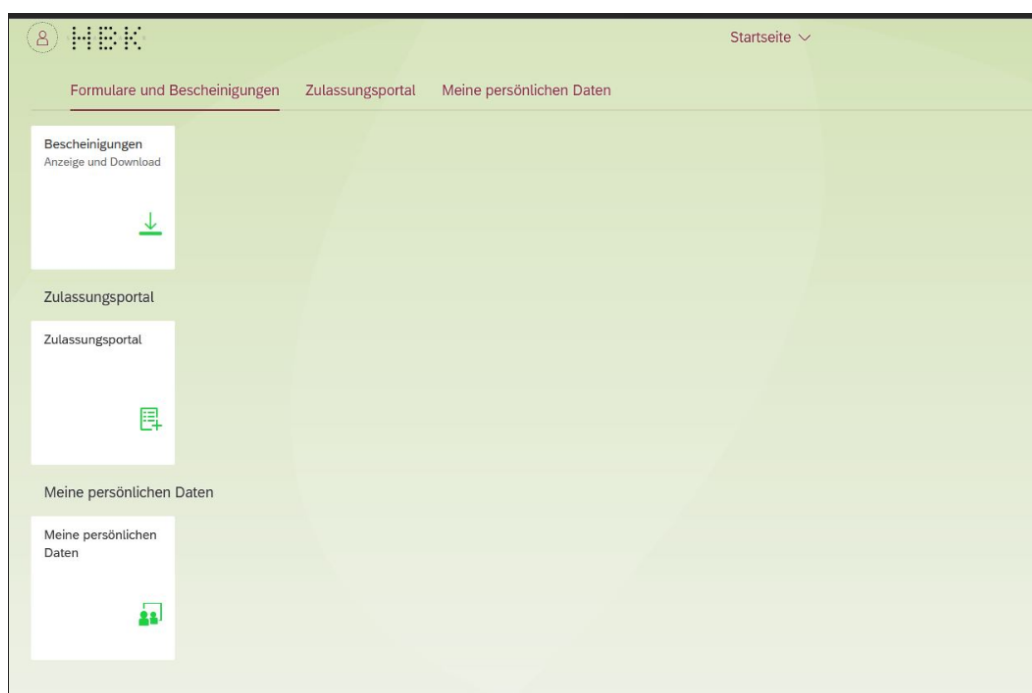 HBK
Startseite
Formulare und Bescheinigungen
Zulassungsportal
Meine persönlichen Daten
Bescheinigungen
Anzeige und Download
Zulassungsportal
Zulassungsportal
Meine persönlichen Daten
Meine persönlichen
Daten